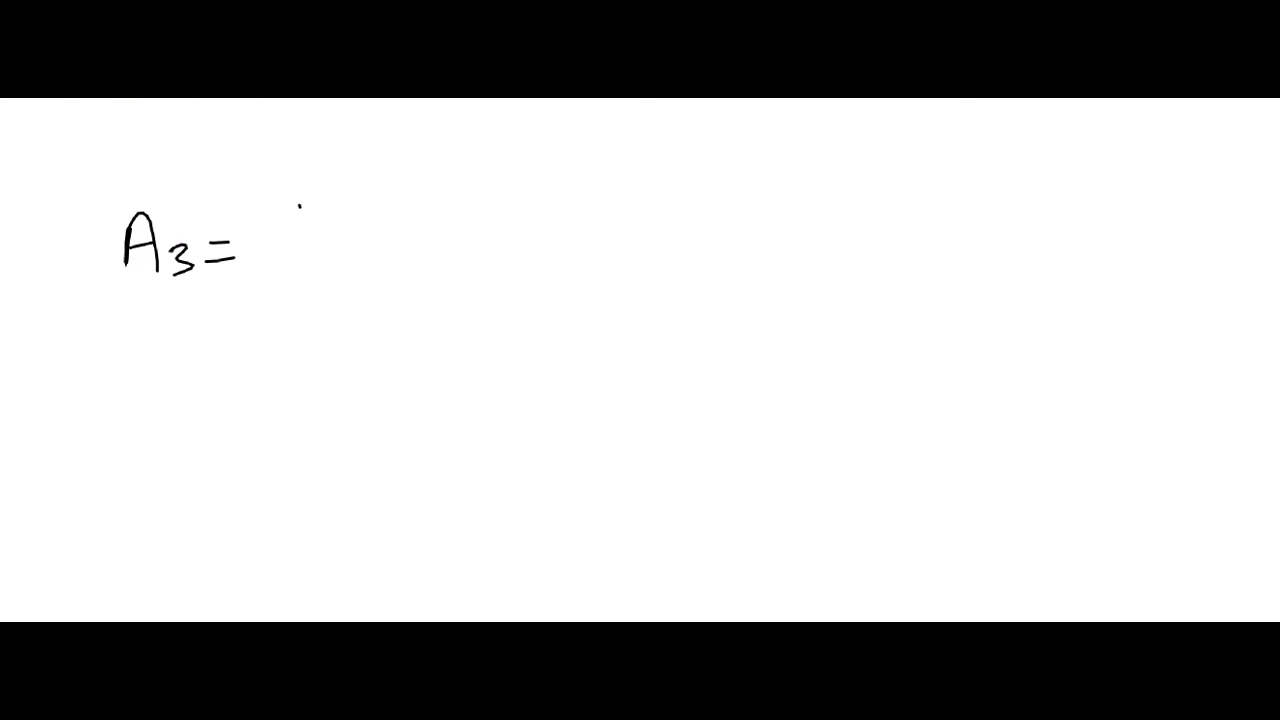 A₃ =